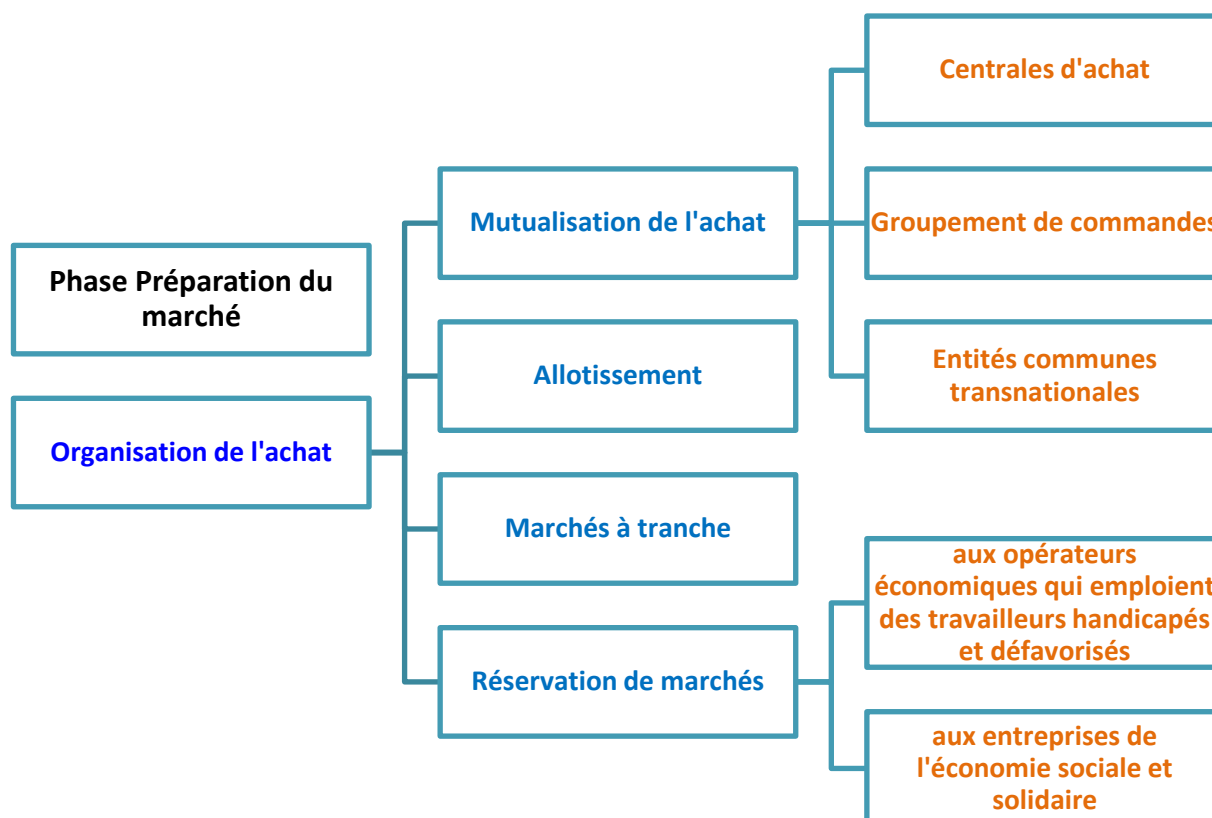 Phase Préparation du
marché
Organisation de l'achat
Mutualisation de l'achat
Centrales d'achat
Groupement de commandes
Entités communes
transnationales
Allotissement
Marchés à tranche
Réservation de marchés
aux opérateurs
économiques qui emploient
des travailleurs handicapés
et défavorisés
aux entreprises de
l'économie sociale et
solidaire